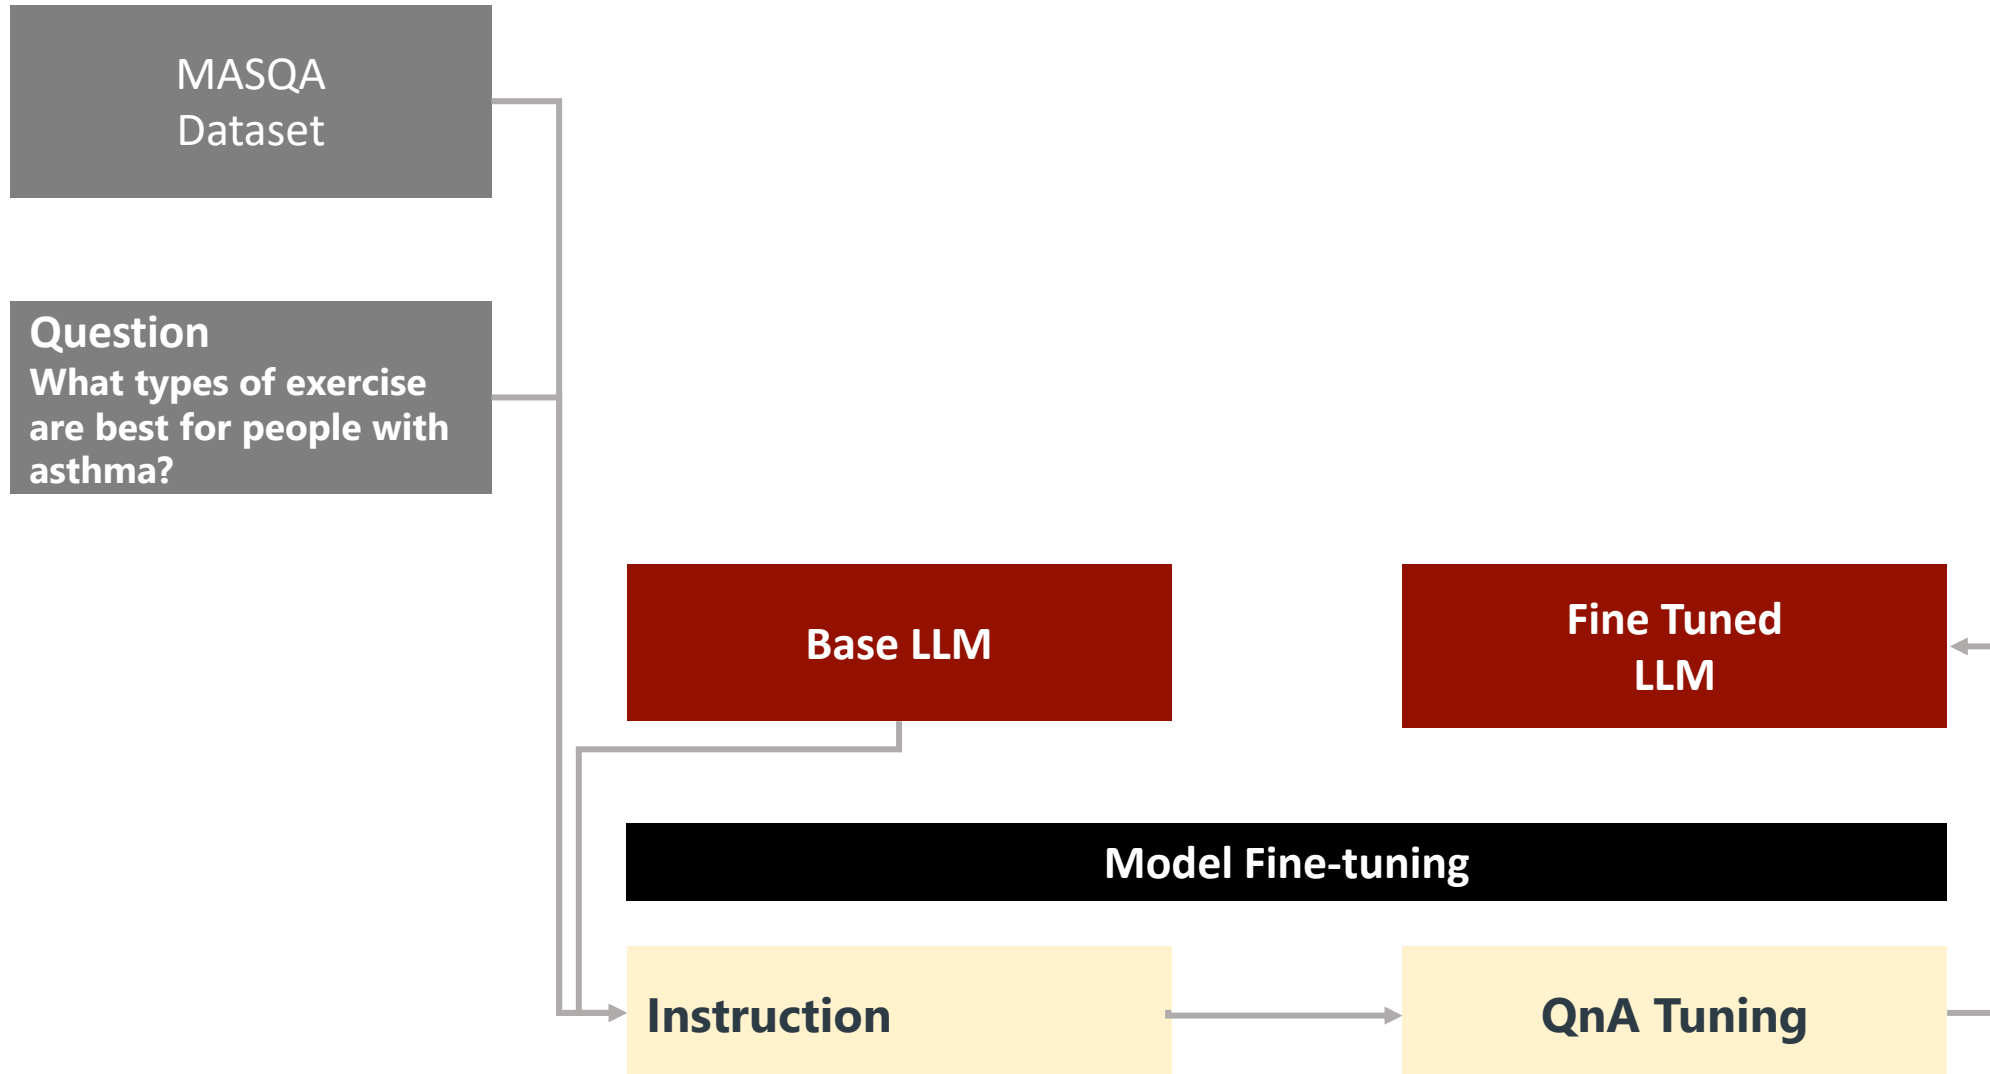 MASQA
Dataset
Question
What types of exercise
are best for people with
asthma?
Base LLM
Fine Tuned
LLM
Model Fine-tuning
Instruction
QnA Tuning